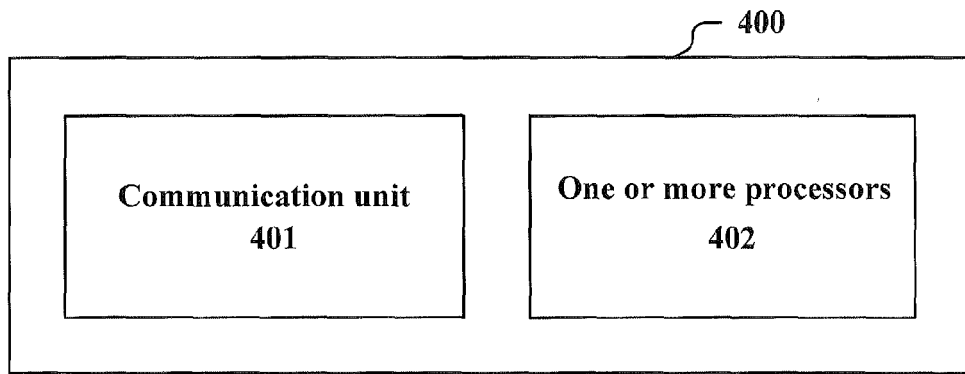 400
Communication unit
401
One or more processors
402